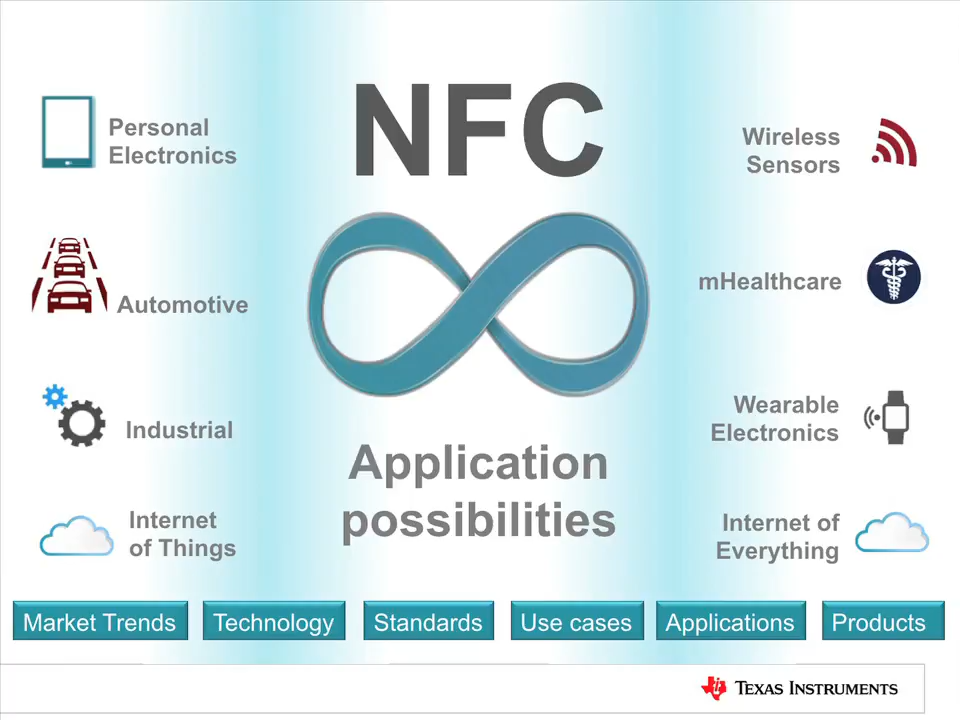 NFC
Personal
Electronics
Automotive
Industrial
Internet
of Things
Wireless
Sensors
mHealthcare
Wearable
Electronics
Internet of
Everything
Application
possibilities
Market Trends
Technology
Standards
Use cases
Applications
Products
TEXAS INSTRUMENTS